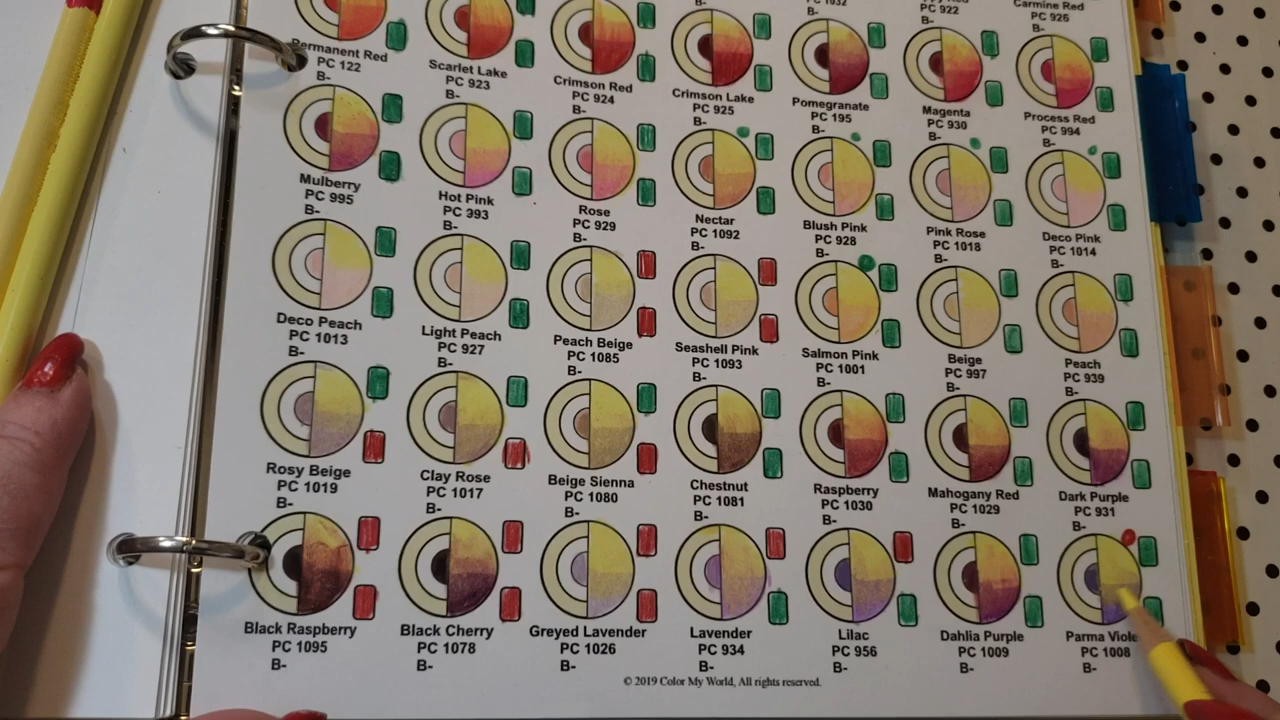 PC 1032
PC 922
B-
B-
Carmine Red
PC 926
B-
Permanent Red
PC 122
B-
Scarlet Lake
PC 923
B-
Crimson Red
PC 924
B-
Crimson Lake
PC 925
B-
Pomegranate
PC 195
B-
Magenta
PC 930
B-
Process Red
PC 994
B-
Mulberry
PC 995
B-
Hot Pink
PC 993
B-
Rose
PC 929
B-
Nectar
PC 1092
B-
Blush Pink
PC 928
B-
Pink Rose
PC 1018
B-
Deco Pink
PC 1014
B-
Deco Peach
PC 1013
B-
Light Peach
PC 927
B-
Peach Beige
PC 1085
B-
Seashell Pink
PC 1093
B-
Salmon Pink
PC 1001
B-
Beige
PC 997
B-
Peach
PC 939
B-
Rosy Beige
PC 1019
B-
Clay Rose
PC 1017
B-
Beige Sienna
PC 1080
B-
Chestnut
PC 1081
B-
Raspberry
PC 1030
B-
Mahogany Red
PC 1029
B-
Dark Purple
PC 931
B-
Black Raspberry
PC 1095
B-
Black Cherry
PC 1078
B-
Greyed Lavender
PC 1026
B-
Lavender
PC 934
B-
Lilac
PC 956
B-
Dahlia Purple
PC 1009
B-
Parma Viole
PC 1008
B-
© 2019 Color My World, All rights reserved.